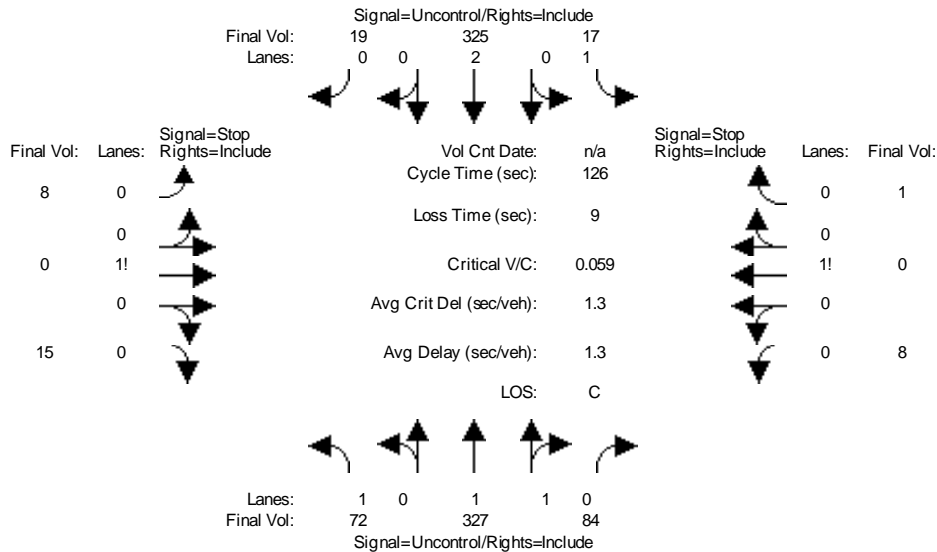 Signal=Uncontrol/Rights=Include
Final Vol: 19 325 17
Lanes: 0 0 2 0 1
Signal=Stop
Final Vol: Lanes: Rights=Include
Vol Cnt Date: n/a
Signal=Stop
Rights=Include Lanes: Final Vol:
Cycle Time (sec): 126
8 0
0 1
Loss Time (sec): 9
0
0
0 1!
Critical V/C: 0.059
1! 0
0
Avg Crit Del (sec/veh): 1.3
0
15 0
Avg Delay (sec/veh): 1.3
0 8
LOS: C
Lanes: 1 0 1 1 0
Final Vol: 72 327 84
Signal=Uncontrol/Rights=Include